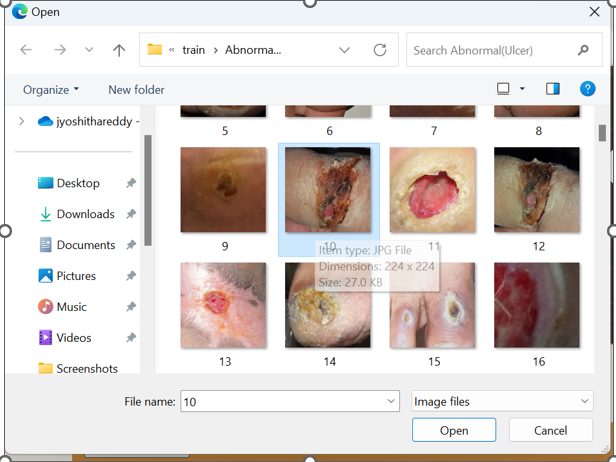 Open
« train > Abnorma...
Search Abnormal(Ulcer)
Organize
New folder
jyoshithareddy -
Desktop
Downloads
Documents
Pictures
Music
Videos
Screenshots
5 6 7 8
9 10 11 12
Item type: JPG File
Dimensions: 224 x 224
Size: 27.0 KB
13 14 15 16
File name: 10
Image files
Open
Cancel